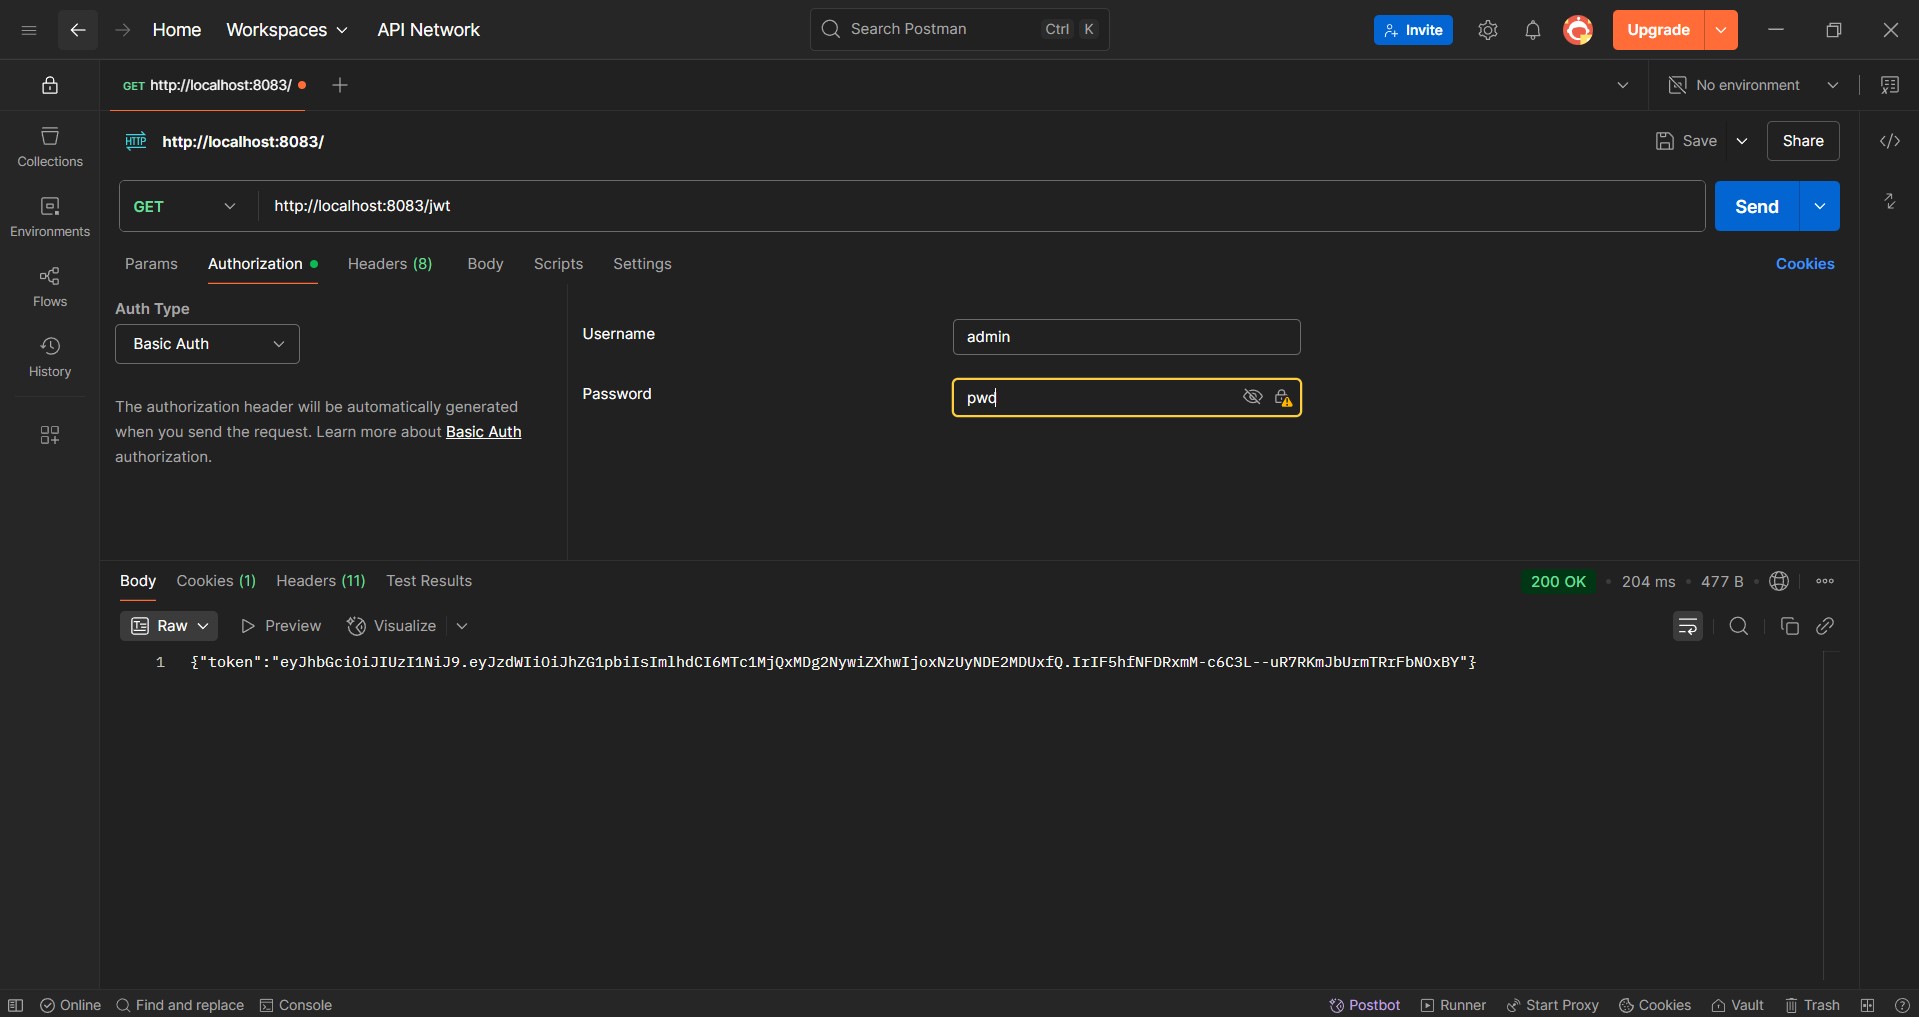 Home Workspaces API Network Search Postman Ctrl K Invite Upgrade
GET http://localhost:8083/ No environment
HTTP http://localhost:8083/ Save Share
Collections
GET http://localhost:8083/jwt Send
Environments
Params Authorization Headers (8) Body Scripts Settings Cookies
Flows
Auth Type
Basic Auth
Username admin
History
Password pwd
The authorization header will be automatically generated
when you send the request. Learn more about Basic Auth
authorization.
Body Cookies (1) Headers (11) Test Results 200 OK • 204 ms • 477 B
Raw Preview Visualize
1 {"token":"eyJhbGciOiJIUzI1NiJ9.eyJzdWIiOiJhZG1pbiIsImlhdCI6MTc1MjQxMDg2NywiZXhwIjoxNzUyNDE2MDUxfQ.IrIF5hfNFDRxmM-c6C3L--uR7RKmJbUrmTRrFbNOxBY"}
Online Find and replace Console Postbot Runner Start Proxy Cookies Vault Trash